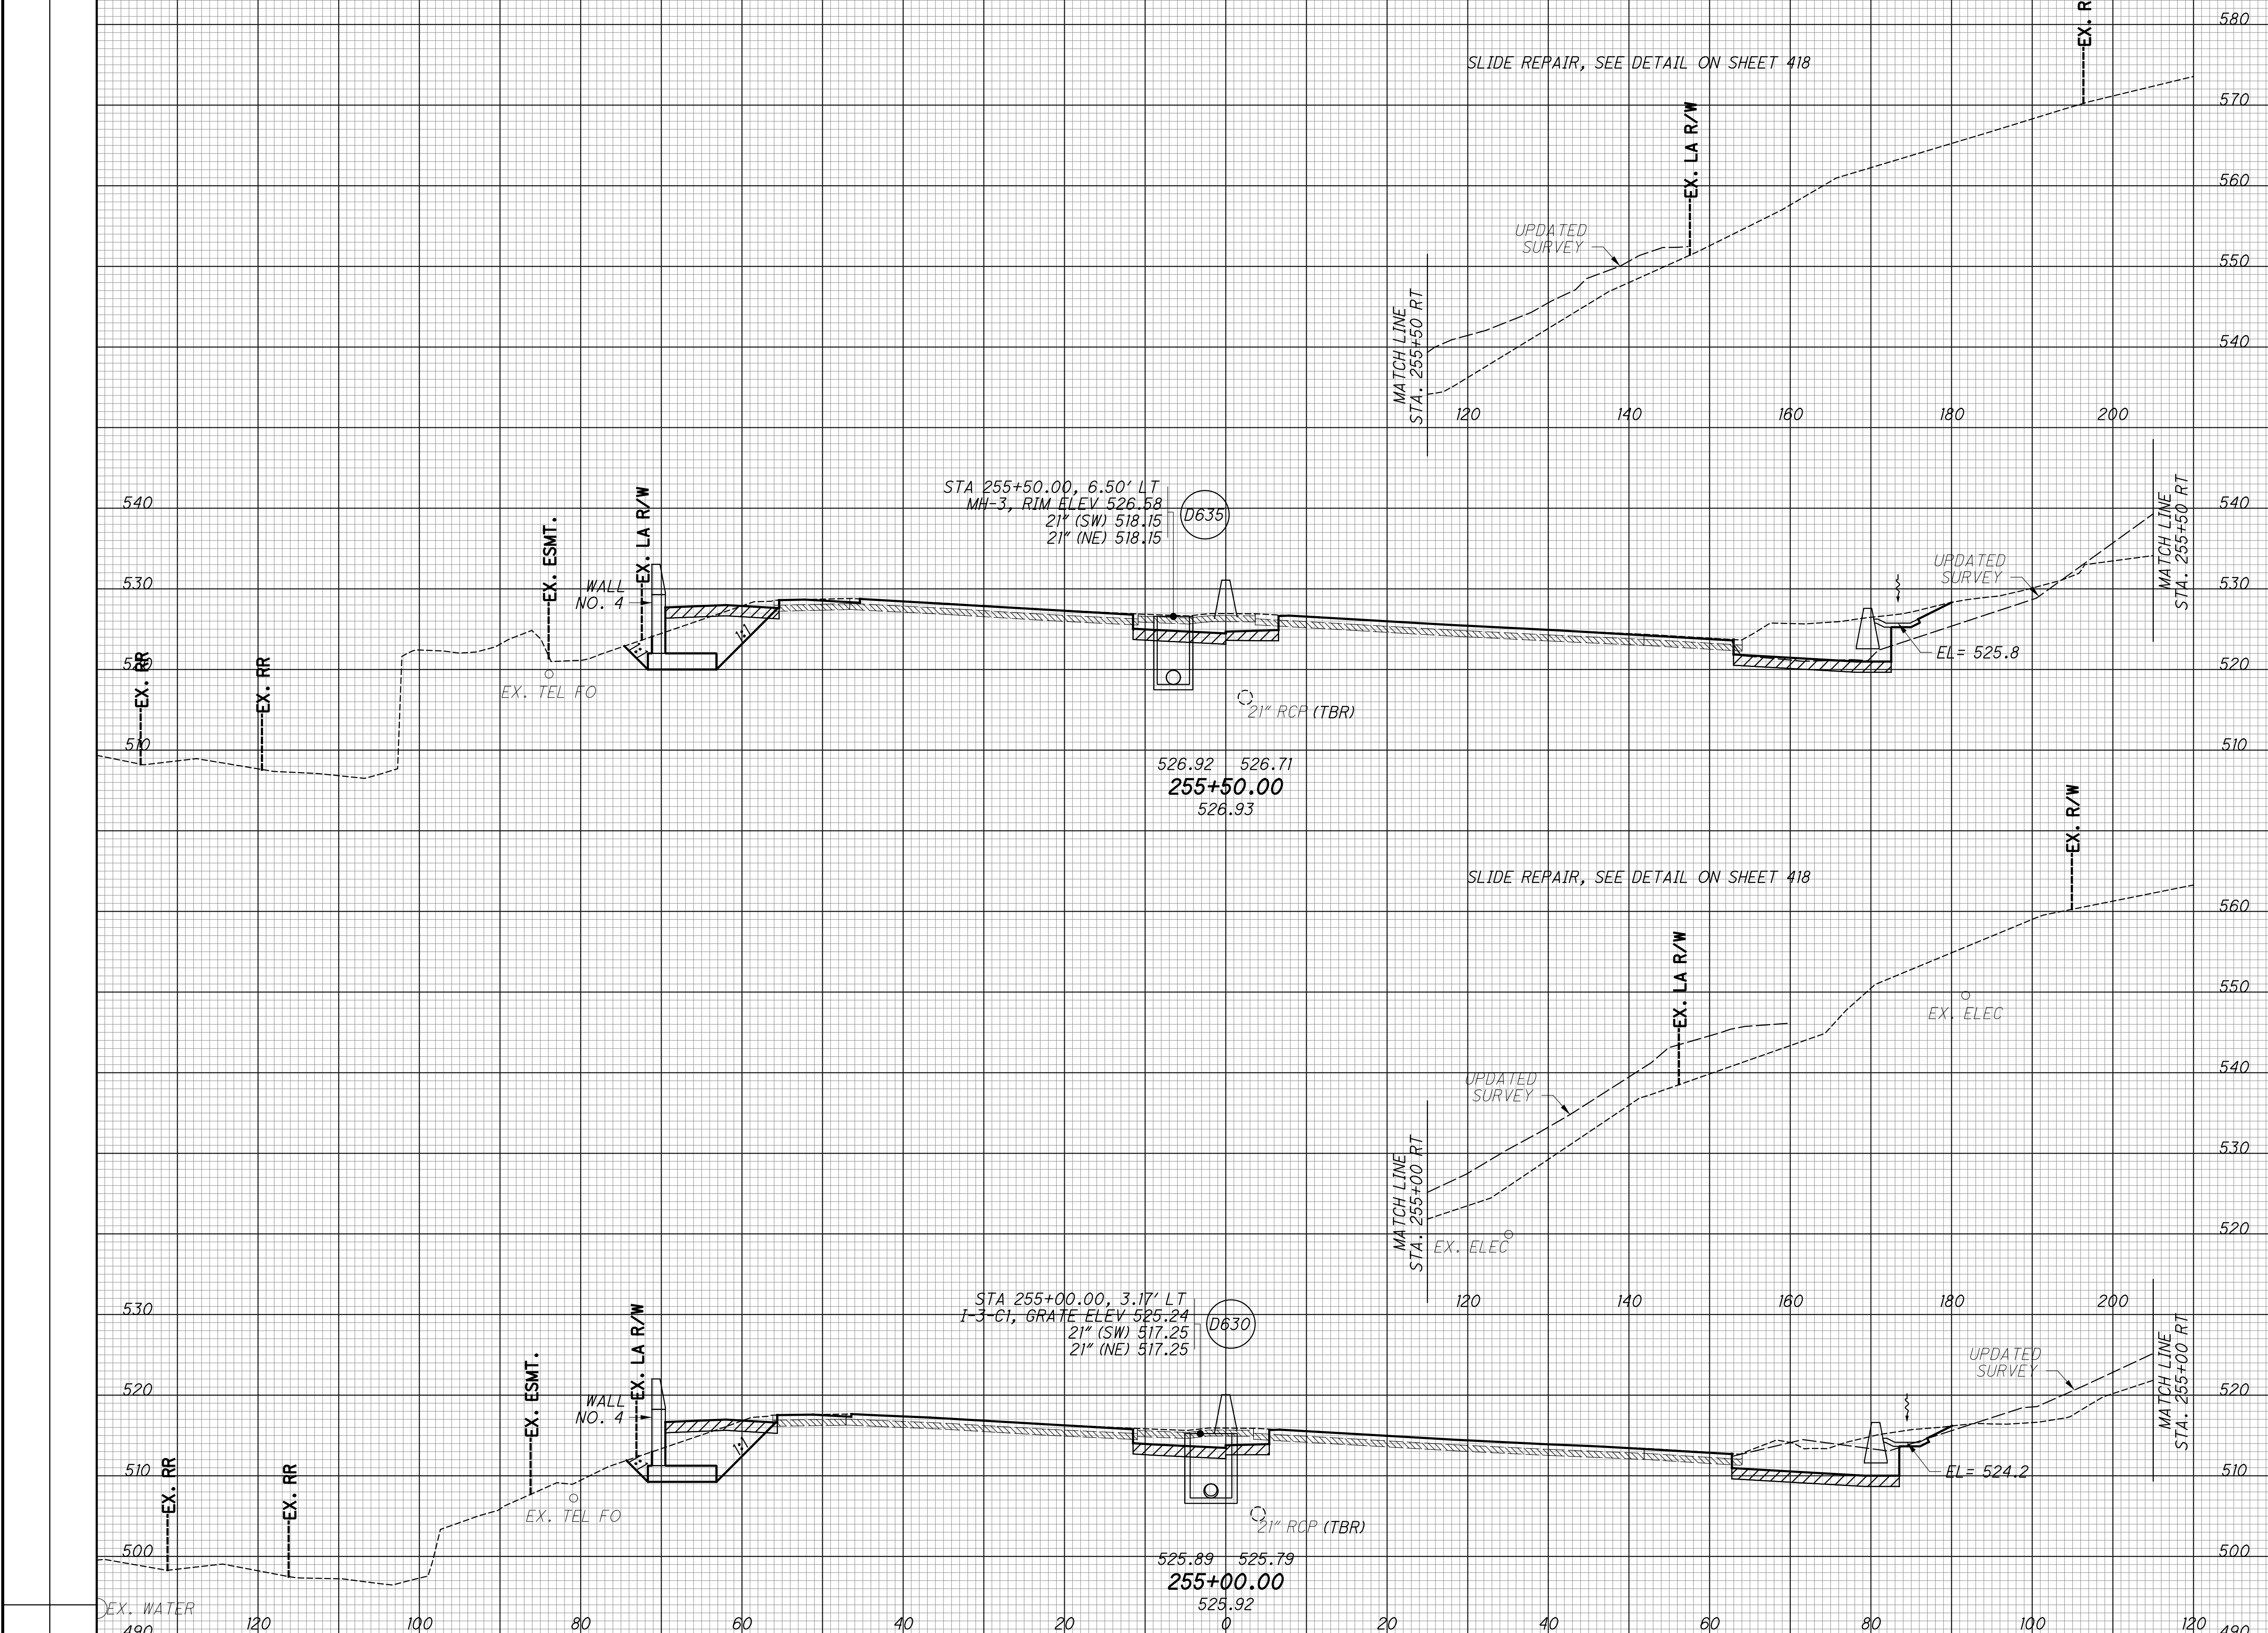 580
EX. R
SLIDE REPAIR, SEE DETAIL ON SHEET 418
570
EX. LA R/W
560
UPDATED
SURVEY
550
MATCH LINE
STA. 255+50 RT
540
120 140 160 180 200
STA 255+50.00, 6.50' LT
MH-3, RIM ELEV 526.58
21" (SW) 518.15
21" (NE) 518.15
D635
540
540
MATCH LINE
STA. 255+50 RT
EX. ESMT.
EX. LA R/W
530
WALL
NO. 4
1:1
UPDATED
SURVEY
530
EL= 525.8
520
EX. RR
EX. RR
EX. TEL FO
520
21" RCP (TBR)
510
510
526.92 526.71
255+50.00
526.93
EX. R/W
SLIDE REPAIR, SEE DETAIL ON SHEET 418
560
EX. LA R/W
550
EX. ELEC
UPDATED
SURVEY
540
530
MATCH LINE
STA. 255+00 RT
EX. ELEC
520
120 140 160 180 200
STA 255+00.00, 3.17' LT
I-3-C1, GRATE ELEV 525.24
21" (SW) 517.25
21" (NE) 517.25
D630
530
MATCH LINE
STA. 255+00 RT
EX. ESMT.
EX. LA R/W
520
WALL
NO. 4
1:1
UPDATED
SURVEY
520
510
EX. RR
EX. RR
EX. TEL FO
EL= 524.2
510
21" RCP (TBR)
500
500
525.89 525.79
255+00.00
525.92
EX. WATER
120 100 80 60 40 20 0 20 40 60 80 100 120
490
490